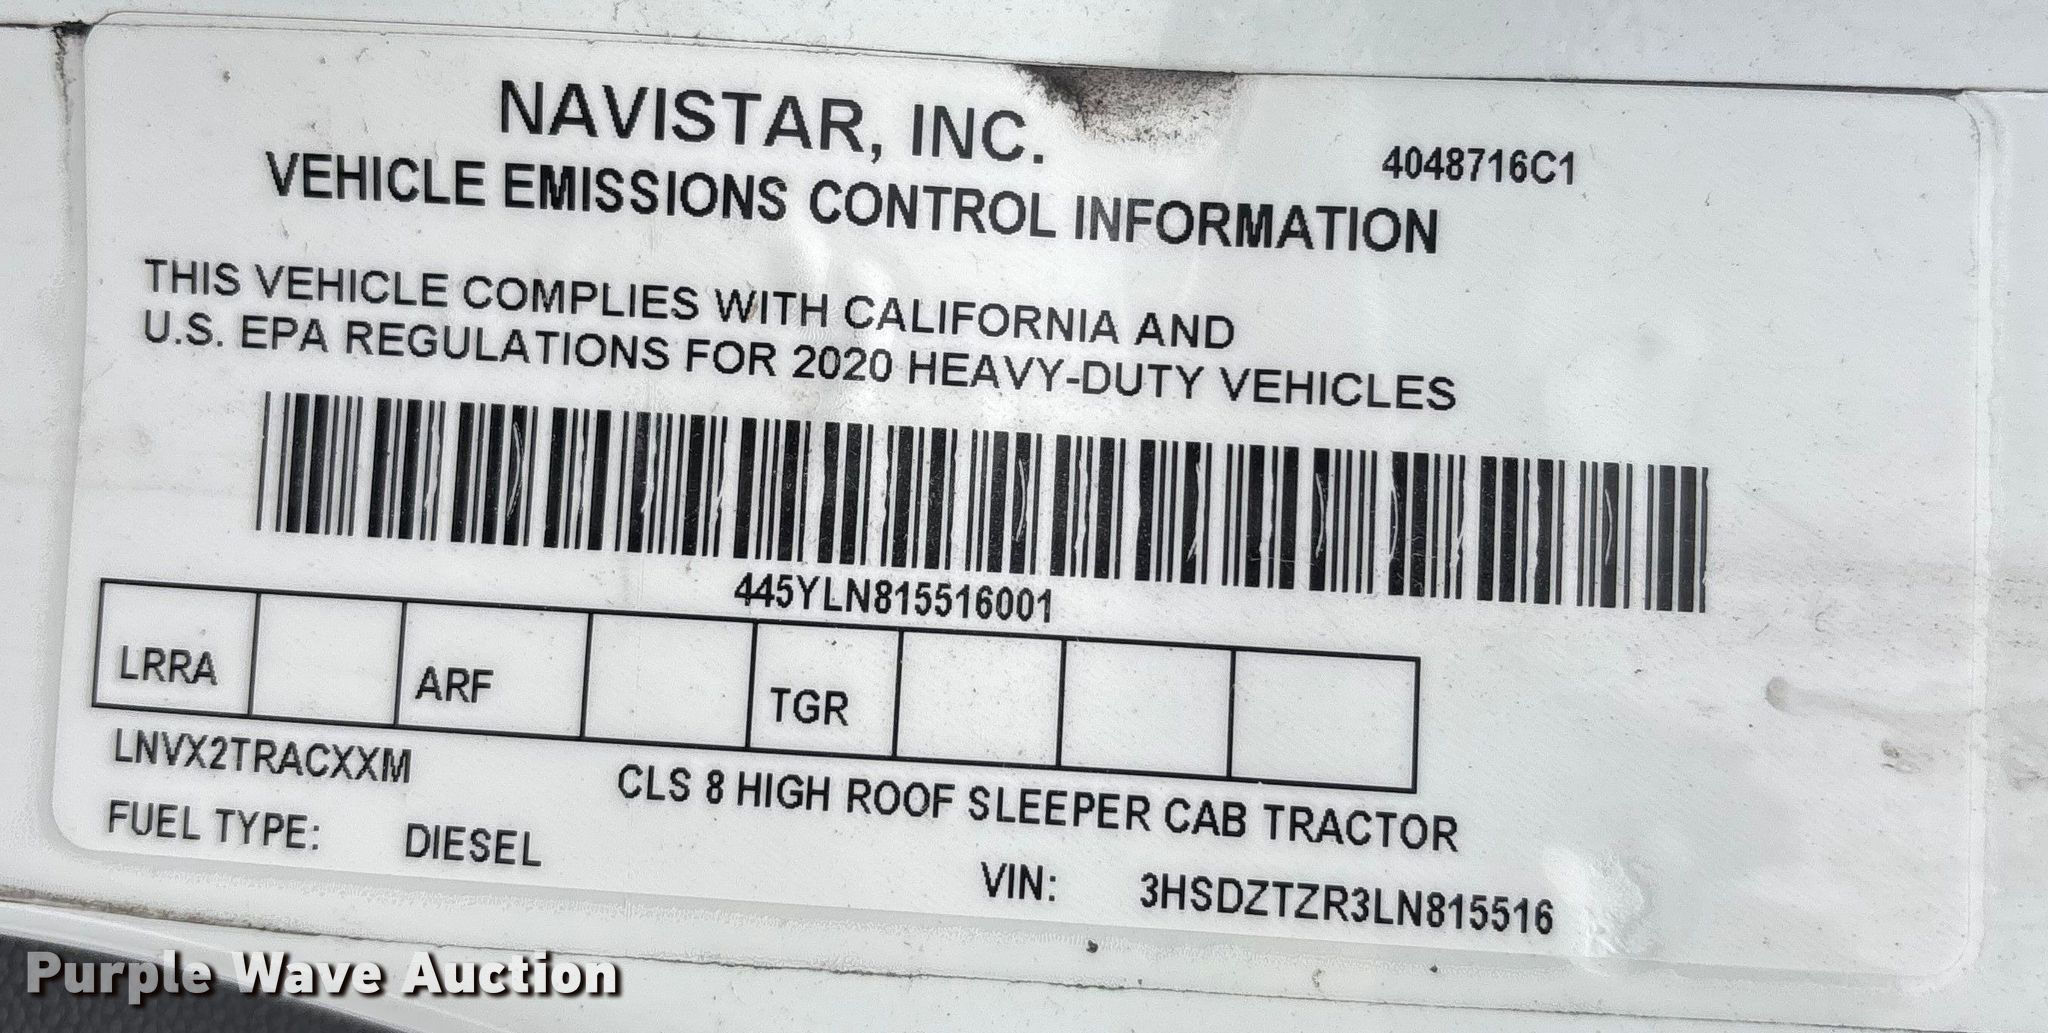 NAVISTAR, INC.
4048716C1
VEHICLE EMISSIONS CONTROL INFORMATION
THIS VEHICLE COMPLIES WITH CALIFORNIA AND
U.S. EPA REGULATIONS FOR 2020 HEAVY-DUTY VEHICLES
445YLN815516001
LRRA ARF TGR
LNVX2TRACXXM
CLS 8 HIGH ROOF SLEEPER CAB TRACTOR
FUEL TYPE: DIESEL
VIN: 3HSDZTZR3LN815516
Purple Wave Auction